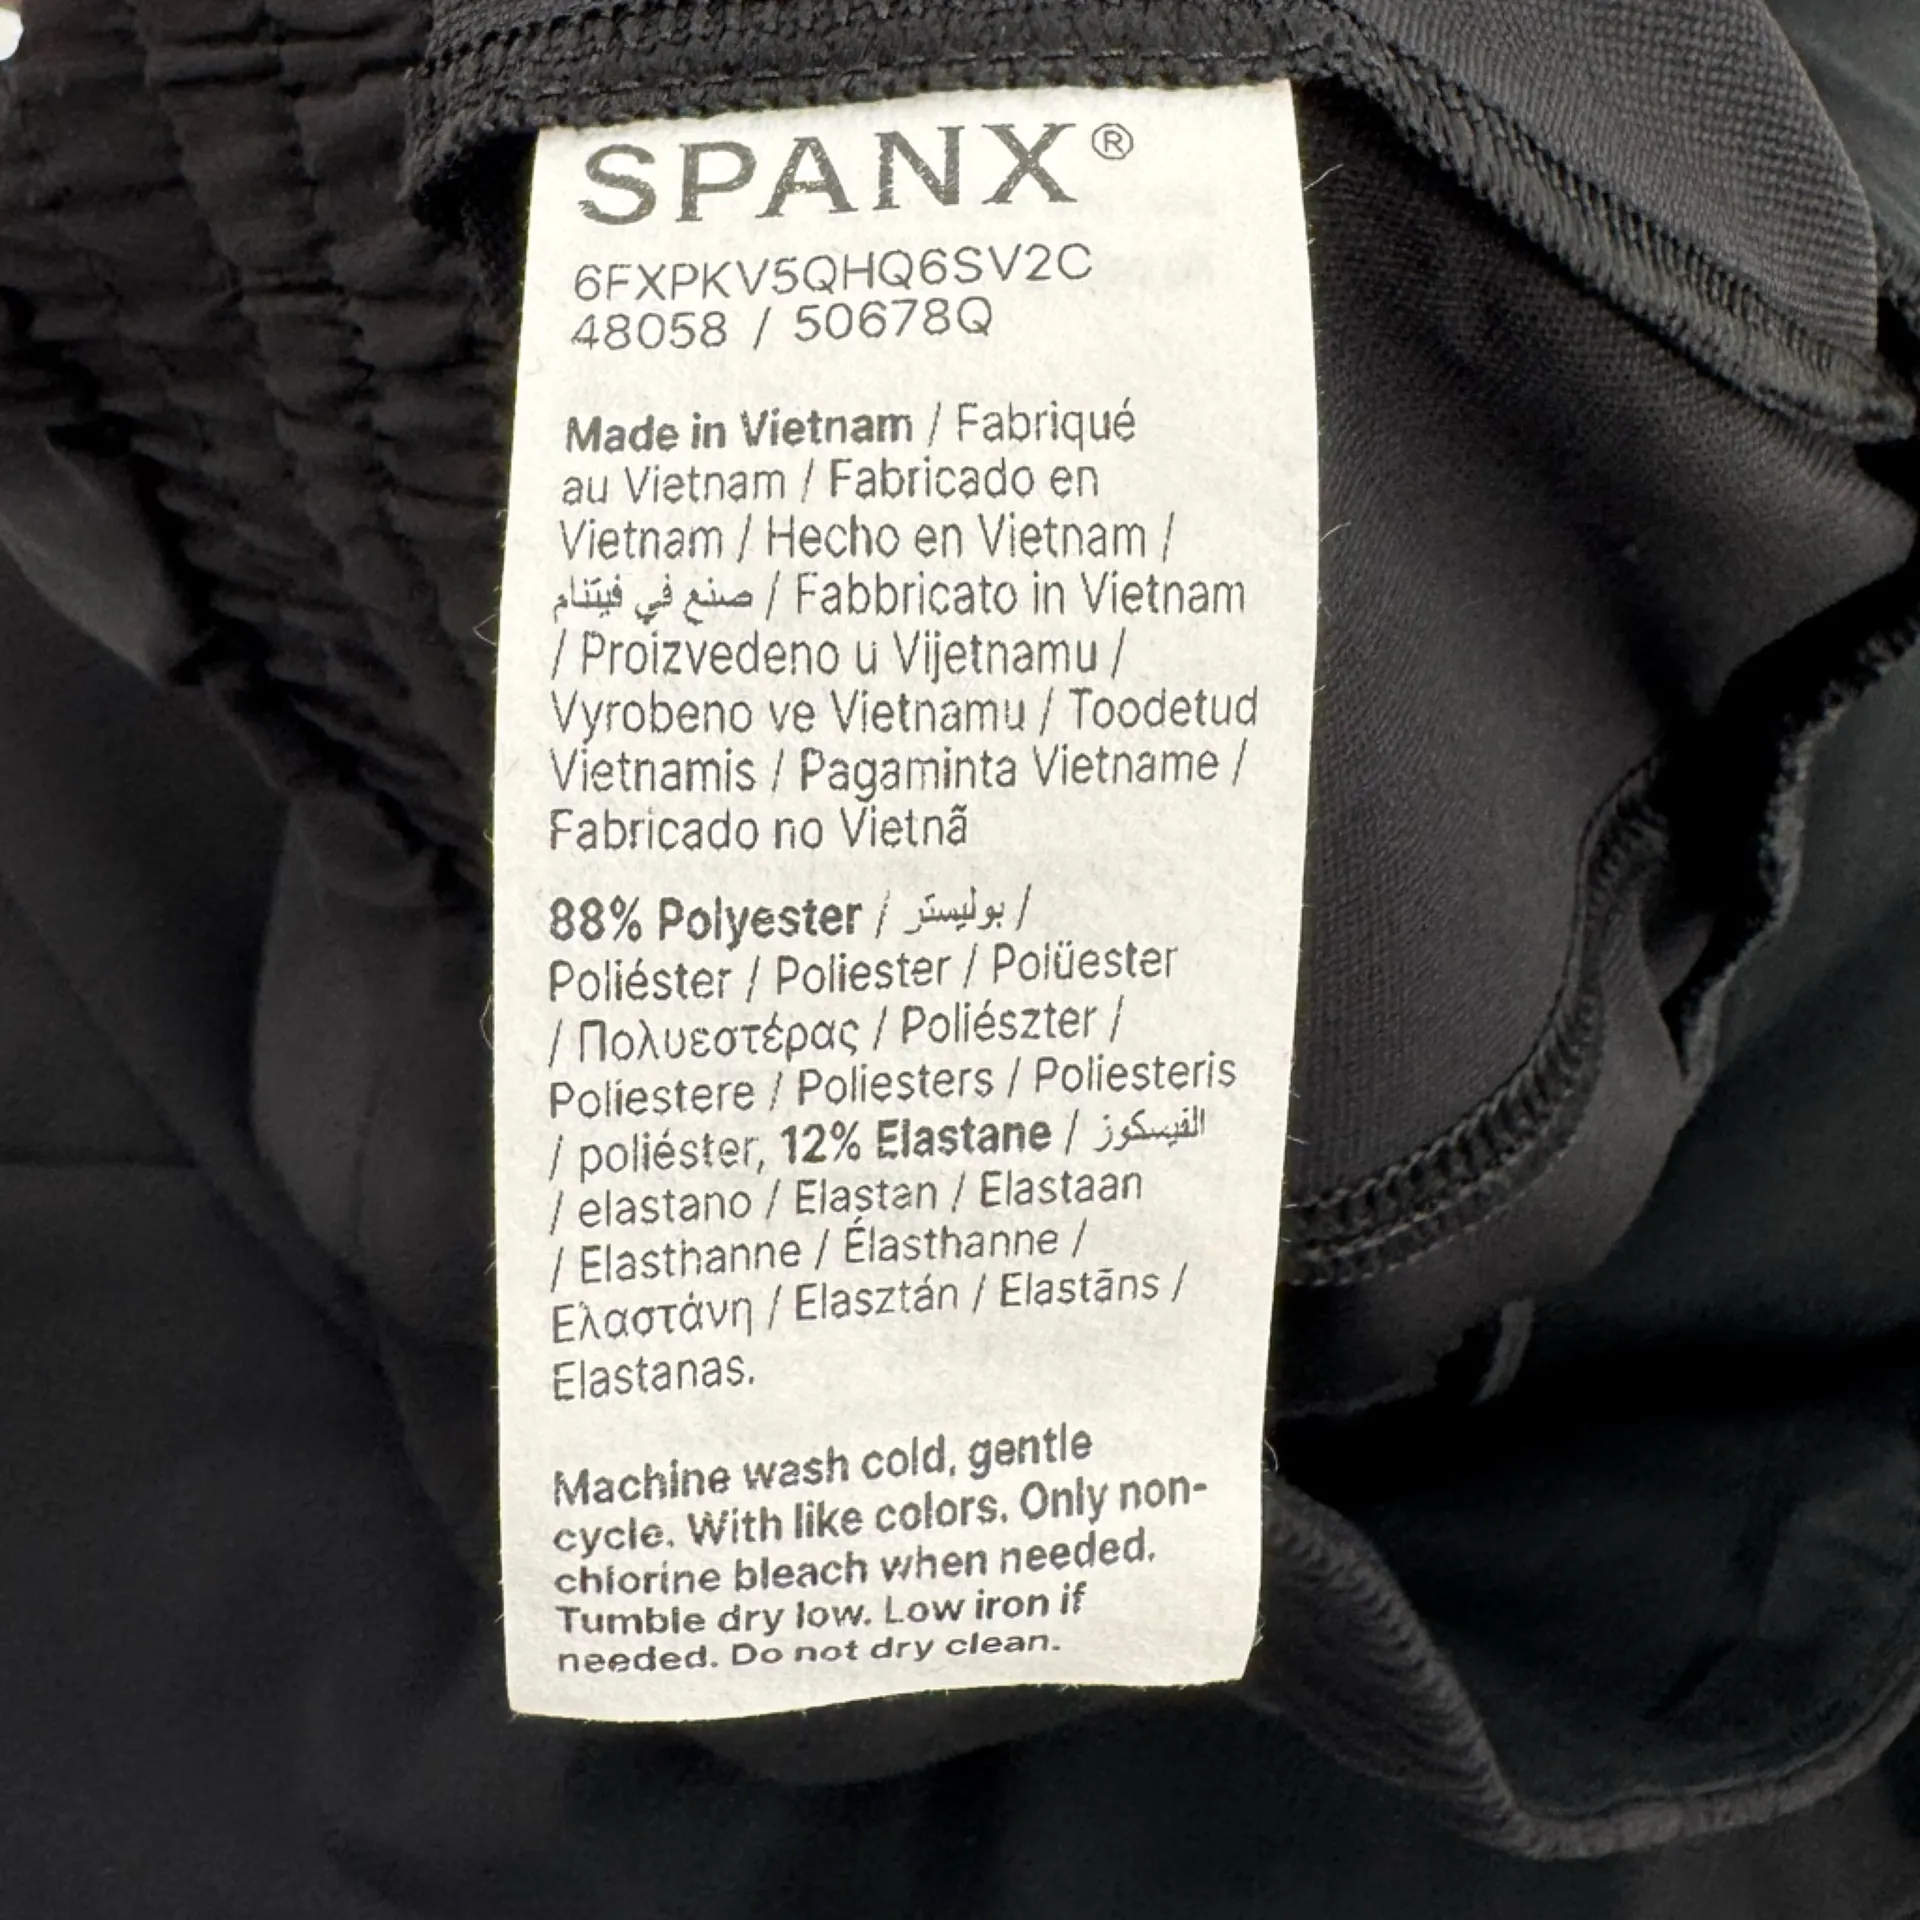 SPANX®
6FXPKV5QHQ6SV2C
48058 / 50678Q
Made in Vietnam / Fabriqué
au Vietnam / Fabricado en
Vietnam / Hecho en Vietnam /
صنع في فيتنام / Fabbricato in Vietnam
/ Proizvedeno u Vijetnamu /
Vyrobeno ve Vietnamu / Toodetud
Vietnamis / Pagaminta Vietname /
Fabricado no Vietnã
88% Polyester / بوليستر /
Poliéster / Poliester / Polüester
/ Πολυεστέρας / Poliészter /
Poliestere / Poliesters / Poliesteris
/ poliéster, 12% Elastane / الفيسكوز
/ elastano / Elastan / Elastaan
/ Elasthanne / Élasthanne /
Ελαστάνη / Elasztán / Elastāns /
Elastanas.
Machine wash cold, gentle
cycle. With like colors. Only non-
chlorine bleach when needed.
Tumble dry low. Low iron if
needed. Do not dry clean.